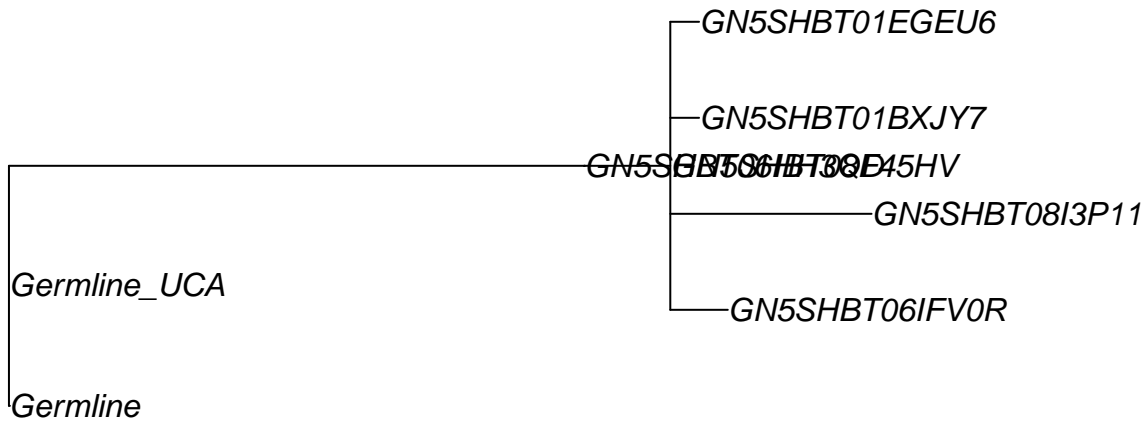 GN5SHBT01EGEU6
GN5SHBT01BXJY7
GN5SHBT08I3P11
Germline_UCA
GN5SHBT06IFV0R
Germline